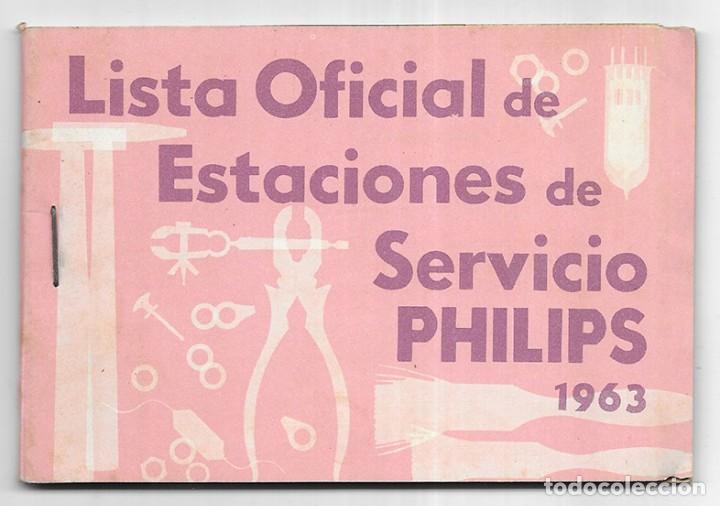 Lista Oficial de
Estaciones de
Servicio
PHILIPS
1963
todocoleccion